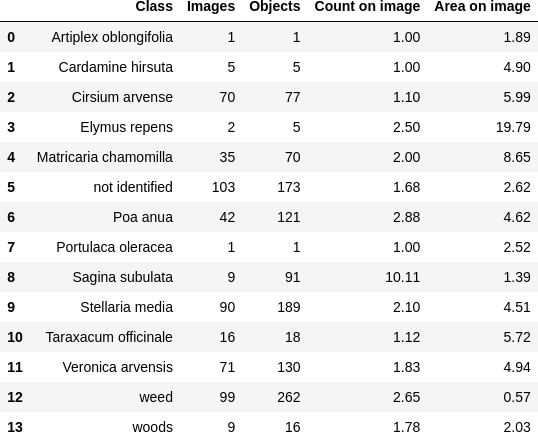 Class Images Objects Count on image Area on image
0 Artiplex oblongifolia 1 1 1.00 1.89
1 Cardamine hirsuta 5 5 1.00 4.90
2 Cirsium arvense 70 77 1.10 5.99
3 Elymus repens 2 5 2.50 19.79
4 Matricaria chamomilla 35 70 2.00 8.65
5 not identified 103 173 1.68 2.62
6 Poa anua 42 121 2.88 4.62
7 Portulaca oleracea 1 1 1.00 2.52
8 Sagina subulata 9 91 10.11 1.39
9 Stellaria media 90 189 2.10 4.51
10 Taraxacum officinale 16 18 1.12 5.72
11 Veronica arvensis 71 130 1.83 4.94
12 weed 99 262 2.65 0.57
13 woods 9 16 1.78 2.03